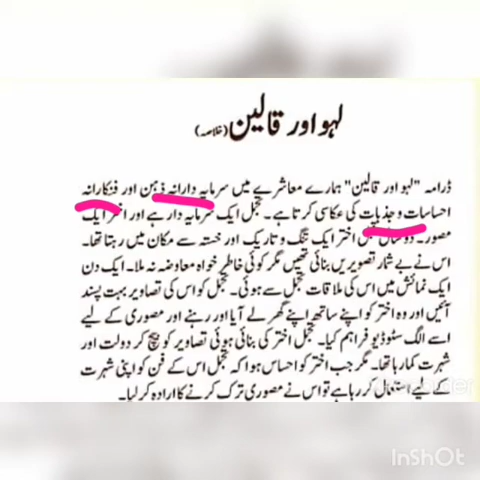 لہو اور قالین (خلاصہ)
ڈرامہ "لہو اور قالین" ہمارے معاشرے میں سرمایہ دارانہ ذہن اور فنکارانہ
احساسات و جذبات کی عکاسی کرتا ہے۔ تجمل ایک سرمایہ دار ہے اور اختر ایک
مصور۔ دو سال قبل اختر ایک تنگ و تاریک اور خستہ سے مکان میں رہتا تھا۔
اس نے بے شمار تصویریں بنائی تھیں مگر کوئی خاطر خواہ معاوضہ نہ ملا۔ ایک دن
ایک نمائش میں اس کی ملاقات تجمل سے ہوئی۔ تجمل کو اس کی تصاویر بہت پسند
آئیں اور وہ اختر کو اپنے ساتھ اپنے گھر لے آیا اور رہنے اور مصوری کے لیے
اسے الگ سٹوڈیو فراہم کیا۔ تجمل اختر کی بنائی ہوئی تصاویر کو بیچ کر دولت اور
شہرت کما رہا تھا۔ مگر جب اختر کو احساس ہوا کہ تجمل اس کے فن کو اپنی شہرت
کے لیے استعمال کر رہا ہے تو اس نے مصوری ترک کرنے کا ارادہ کر لیا۔
InShOt